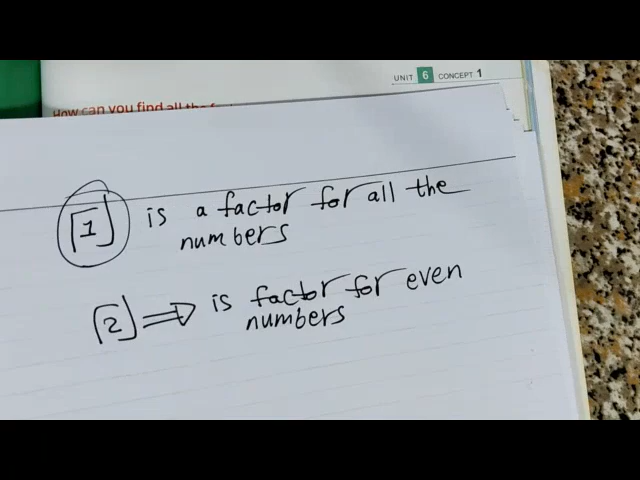 UNIT 6 CONCEPT 1
How can you find all the
1 is a factor for all the
numbers
2 ⇒ is factor for even
numbers